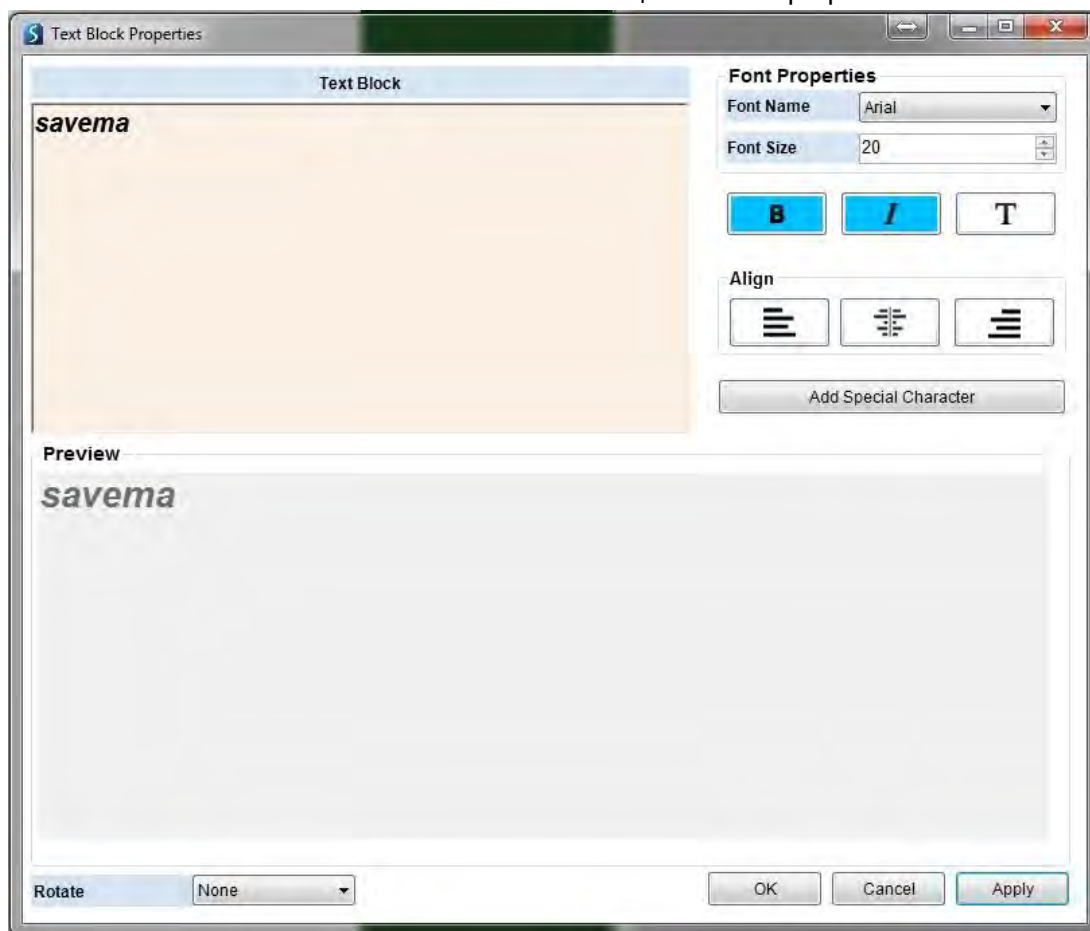 Text Block Properties
Text Block
savema
Font Properties
Font Name Arial
Font Size 20
B I T
Align
Add Special Character
Preview
savema
Rotate None
OK Cancel Apply